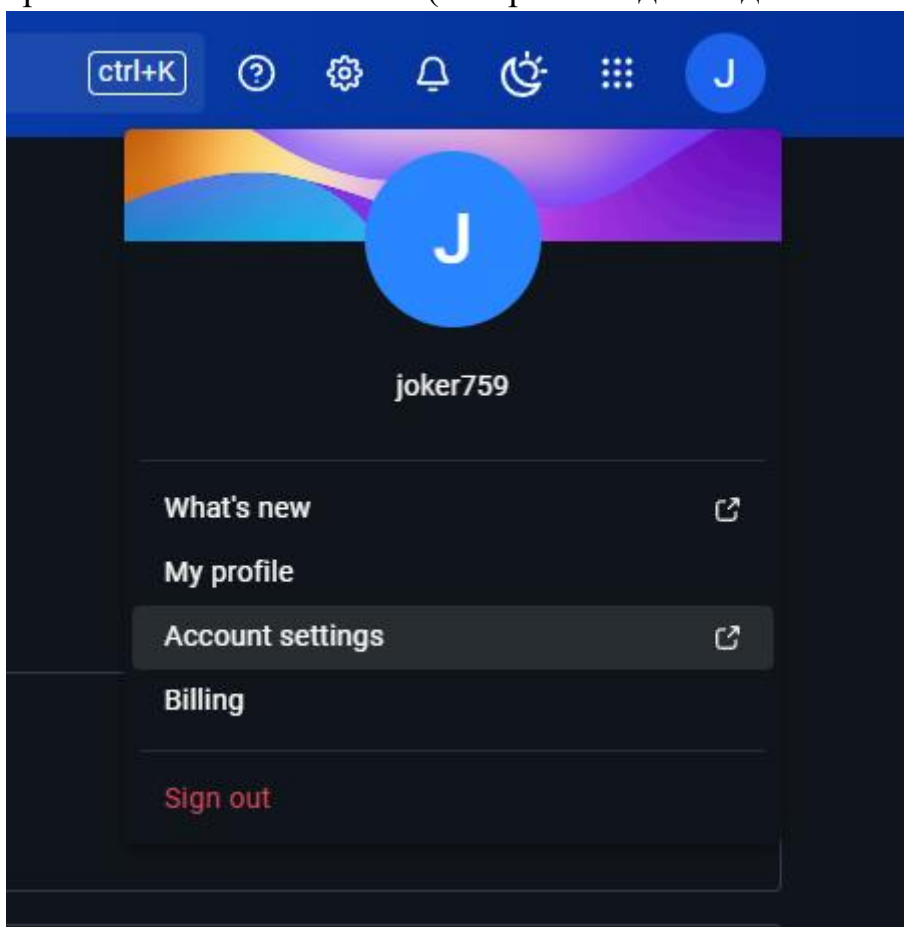 ctrl+K
J
J
joker759
What's new
My profile
Account settings
Billing
Sign out